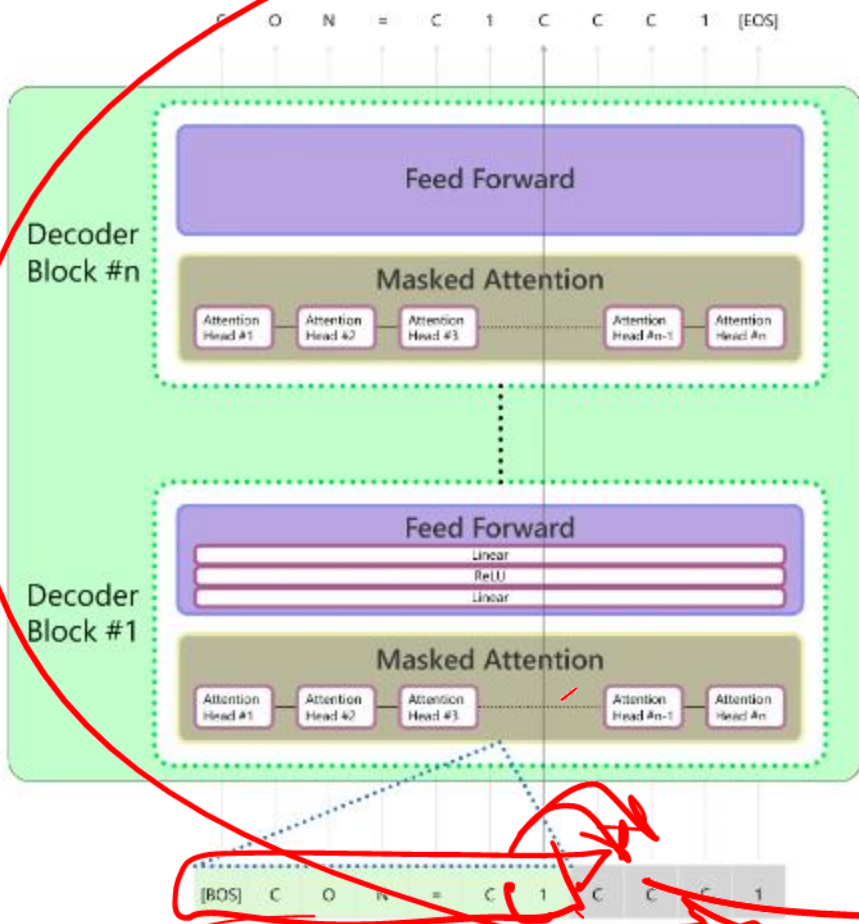 C O N = C 1 C C C 1 [EOS]
Feed Forward
Decoder
Block #n
Masked Attention
Attention Head #1 Attention Head #2 Attention Head #3 Attention Head #n-1 Attention Head #n
Feed Forward
Linear
ReLU
Linear
Decoder
Block #1
Masked Attention
Attention Head #1 Attention Head #2 Attention Head #3 Attention Head #n-1 Attention Head #n
[BOS] C O N = C 1 C C C 1